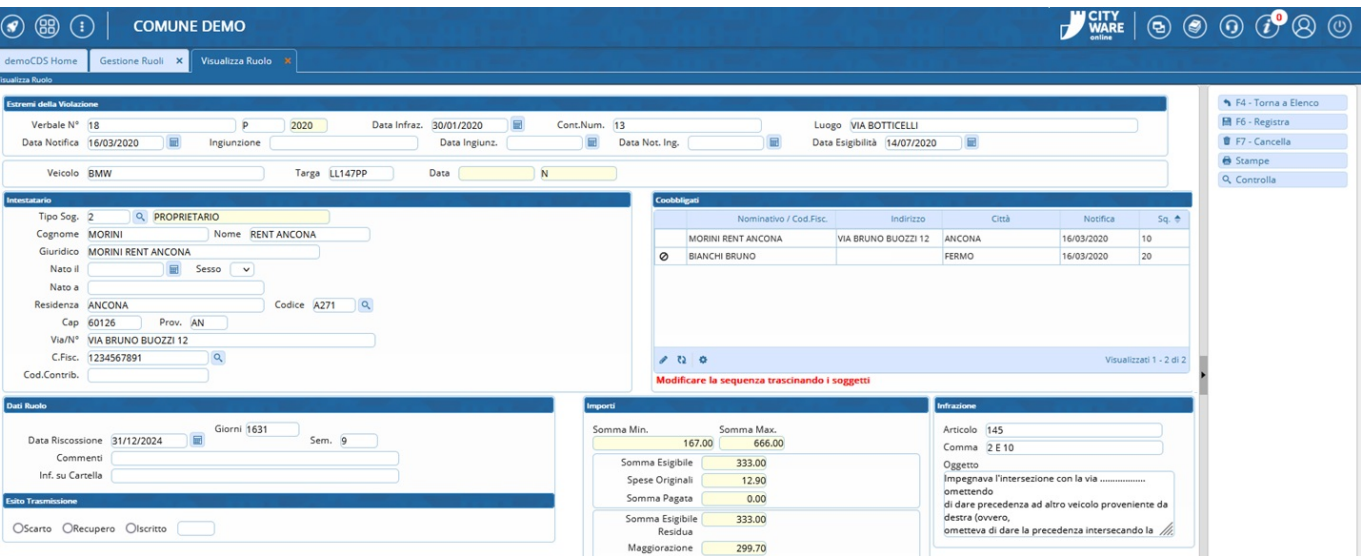 COMUNE DEMO
CITY
WARE
online
0
demoCDS Home
Gestione Ruoli ×
Visualizza Ruolo ×
isualizza Ruolo
Estremi della Violazione
Verbale N° 18 P 2020 Data Infraz. 30/01/2020 Cont.Num. 13 Luogo VIA BOTTICELLI
Data Notifica 16/03/2020 Ingiunzione Data Ingiunz. Data Not. Ing. Data Esigibilità 14/07/2020
Veicolo BMW Targa LL147PP Data N
Intestatario
Tipo Sog. 2 PROPRIETARIO
Cognome MORINI Nome RENT ANCONA
Giuridico MORINI RENT ANCONA
Nato il Sesso
Nato a
Residenza ANCONA Codice A271
Cap 60126 Prov. AN
Via/N° VIA BRUNO BUOZZI 12
C.Fisc. 1234567891
Cod.Contrib.
Coobbligati
Nominativo / Cod.Fisc. Indirizzo Città Notifica Sq.
MORINI RENT ANCONA VIA BRUNO BUOZZI 12 ANCONA 16/03/2020 10
BIANCHI BRUNO FERMO 16/03/2020 20
Visualizzati 1 - 2 di 2
Modificare la sequenza trascinando i soggetti
Dati Ruolo
Data Riscossione 31/12/2024 Giorni 1631 Sem. 9
Commenti
Inf. su Cartella
Esito Trasmissione
Scarto Recupero Iscritto
Importi
Somma Min. Somma Max.
167.00 666.00
Somma Esigibile 333.00
Spese Originali 12.90
Somma Pagata 0.00
Somma Esigibile 333.00
Residua
Maggiorazione 299.70
Infrazione
Articolo 145
Comma 2 E 10
Oggetto
Impegnava l'intersezione con la via ..................
omettendo
di dare precedenza ad altro veicolo proveniente da
destra (ovvero,
ometteva di dare la precedenza intersecando la
F4 - Torna a Elenco
F6 - Registra
F7 - Cancella
Stampe
Controlla